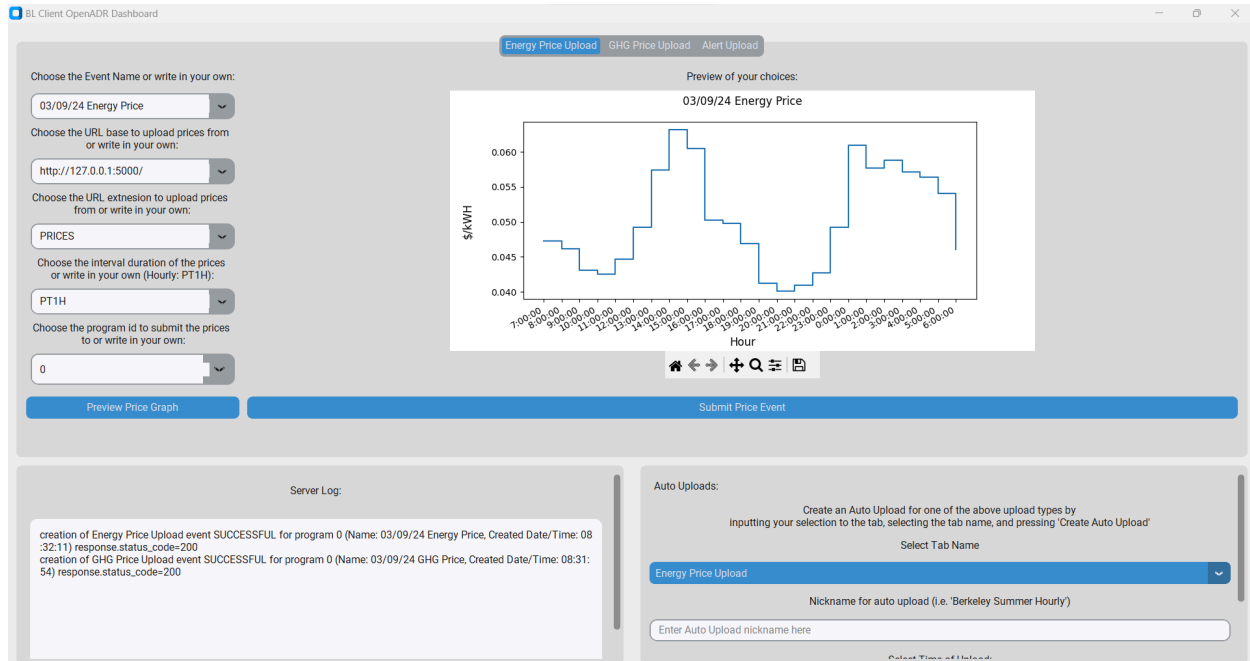 BL Client OpenADR Dashboard
Energy Price Upload
GHG Price Upload
Alert Upload
Choose the Event Name or write in your own:
03/09/24 Energy Price
Choose the URL base to upload prices from
or write in your own:
http://127.0.0.1:5000/
Choose the URL extnesion to upload prices
from or write in your own:
PRICES
Choose the interval duration of the prices
or write in your own (Hourly: PT1H):
PT1H
Choose the program id to submit the prices
to or write in your own:
0
Preview of your choices:
03/09/24 Energy Price
$/kWH
0.060
0.055
0.050
0.045
0.040
7:00:00
8:00:00
9:00:00
10:00:00
11:00:00
12:00:00
13:00:00
14:00:00
15:00:00
16:00:00
17:00:00
18:00:00
19:00:00
20:00:00
21:00:00
22:00:00
23:00:00
0:00:00
1:00:00
2:00:00
3:00:00
4:00:00
5:00:00
6:00:00
Hour
Preview Price Graph
Submit Price Event
Server Log:
creation of Energy Price Upload event SUCCESSFUL for program 0 (Name: 03/09/24 Energy Price, Created Date/Time: 08
:32:11) response.status_code=200
creation of GHG Price Upload event SUCCESSFUL for program 0 (Name: 03/09/24 GHG Price, Created Date/Time: 08:31:
54) response.status_code=200
Auto Uploads:
Create an Auto Upload for one of the above upload types by
inputting your selection to the tab, selecting the tab name, and pressing 'Create Auto Upload'
Select Tab Name
Energy Price Upload
Nickname for auto upload (i.e. 'Berkeley Summer Hourly')
Enter Auto Upload nickname here
Select Time of Upload: